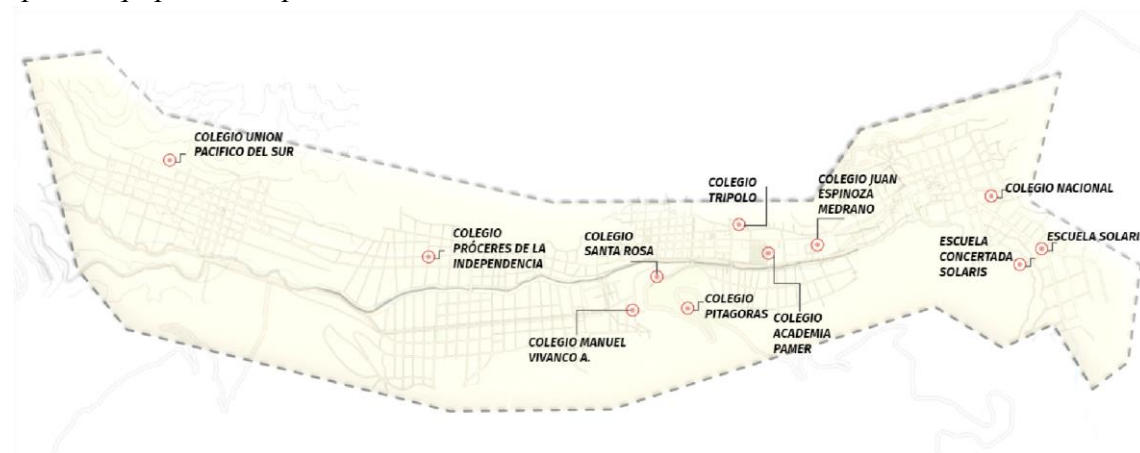 COLEGIO UNION
PACIFICO DEL SUR
COLEGIO
PRÓCERES DE LA
INDEPENDENCIA
COLEGIO
SANTA ROSA
COLEGIO
TRIPOLO
COLEGIO JUAN
ESPINOZA
MEDRANO
COLEGIO NACIONAL
ESCUELA
CONCERTADA
SOLARIS
ESCUELA SOLARI
COLEGIO
PITAGORAS
COLEGIO
ACADEMIA
PAMER
COLEGIO MANUEL
VIVANCO A.